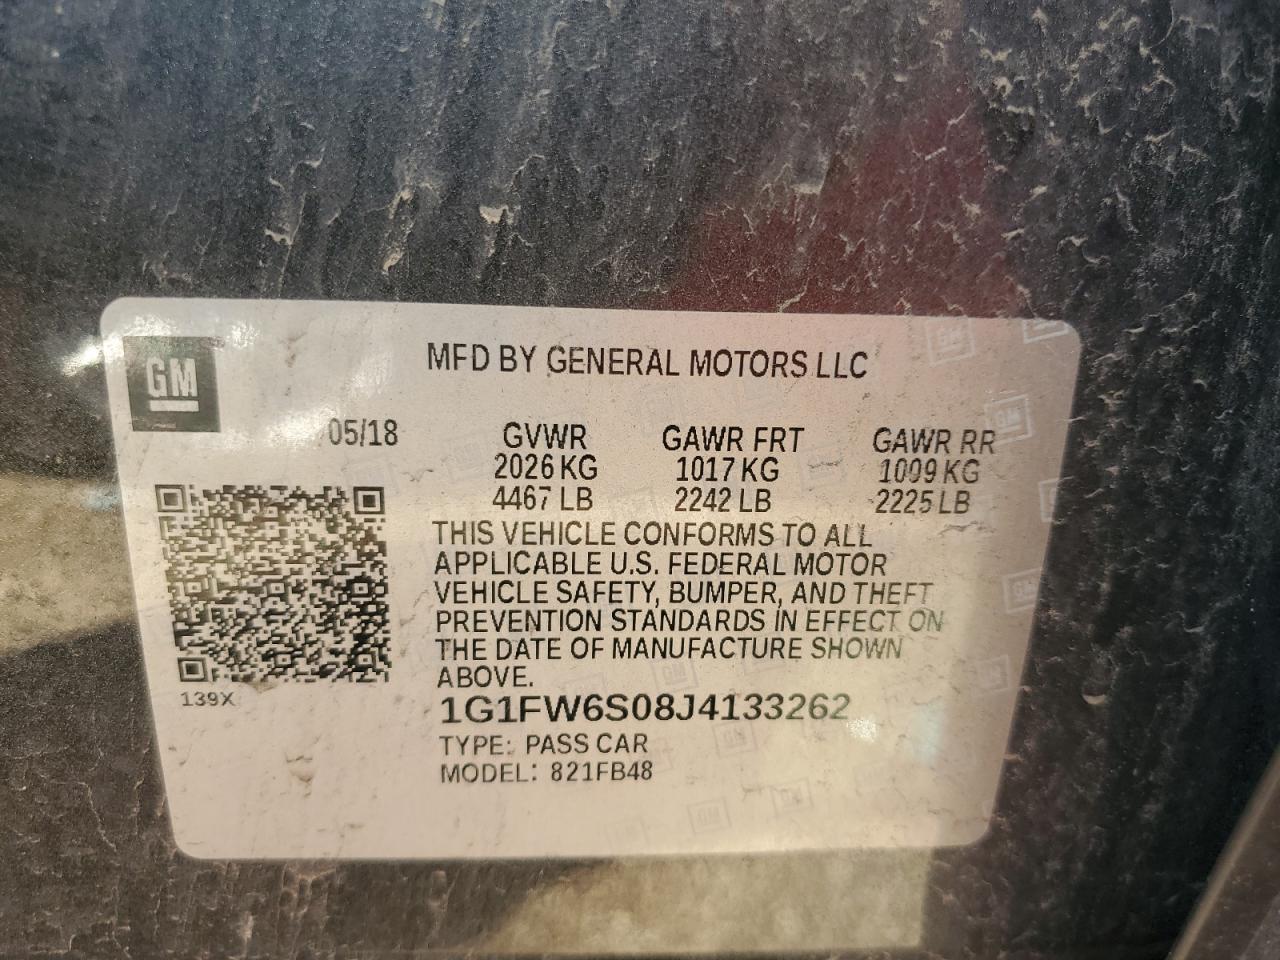 GM
MFD BY GENERAL MOTORS LLC
05/18
GVWR GAWR FRT GAWR RR
2026 KG 1017 KG 1099 KG
4467 LB 2242 LB 2225 LB
THIS VEHICLE CONFORMS TO ALL
APPLICABLE U.S. FEDERAL MOTOR
VEHICLE SAFETY, BUMPER, AND THEFT
PREVENTION STANDARDS IN EFFECT ON
THE DATE OF MANUFACTURE SHOWN
ABOVE.
139X
1G1FW6S08J4133262
TYPE: PASS CAR
MODEL: 821FB48